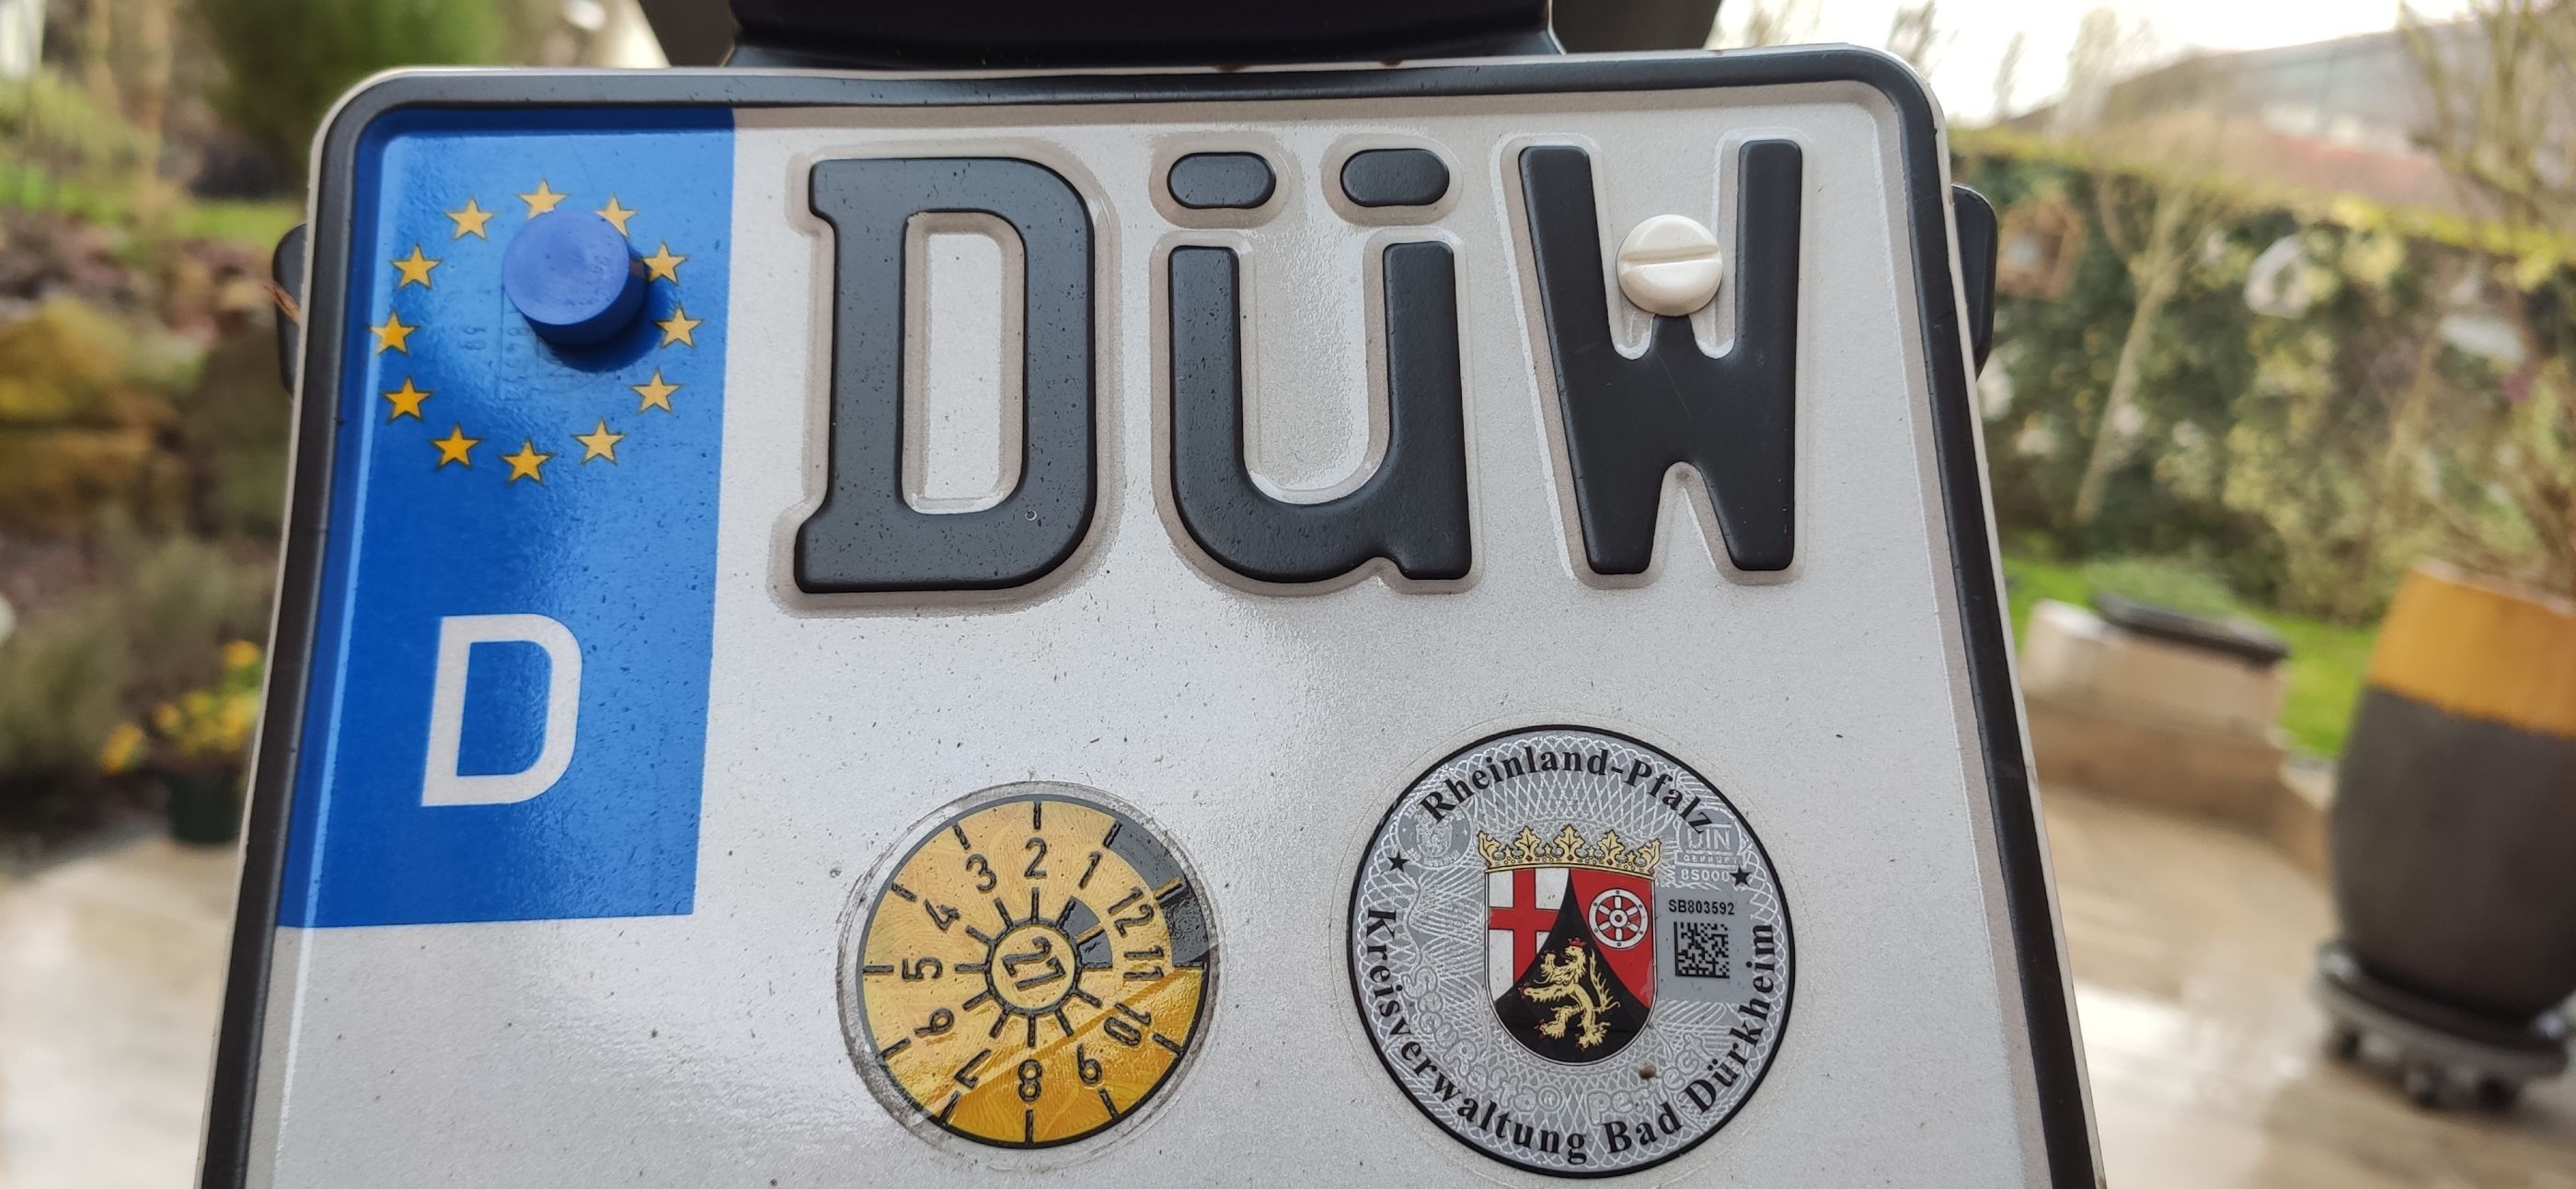 DÜW
D
1
2
3
4
5
6
7
8
9
10
11
12
Rheinland-Pfalz
DIN
GEPRÜFT
SB803592
Kreisverwaltung Bad Dürkheim